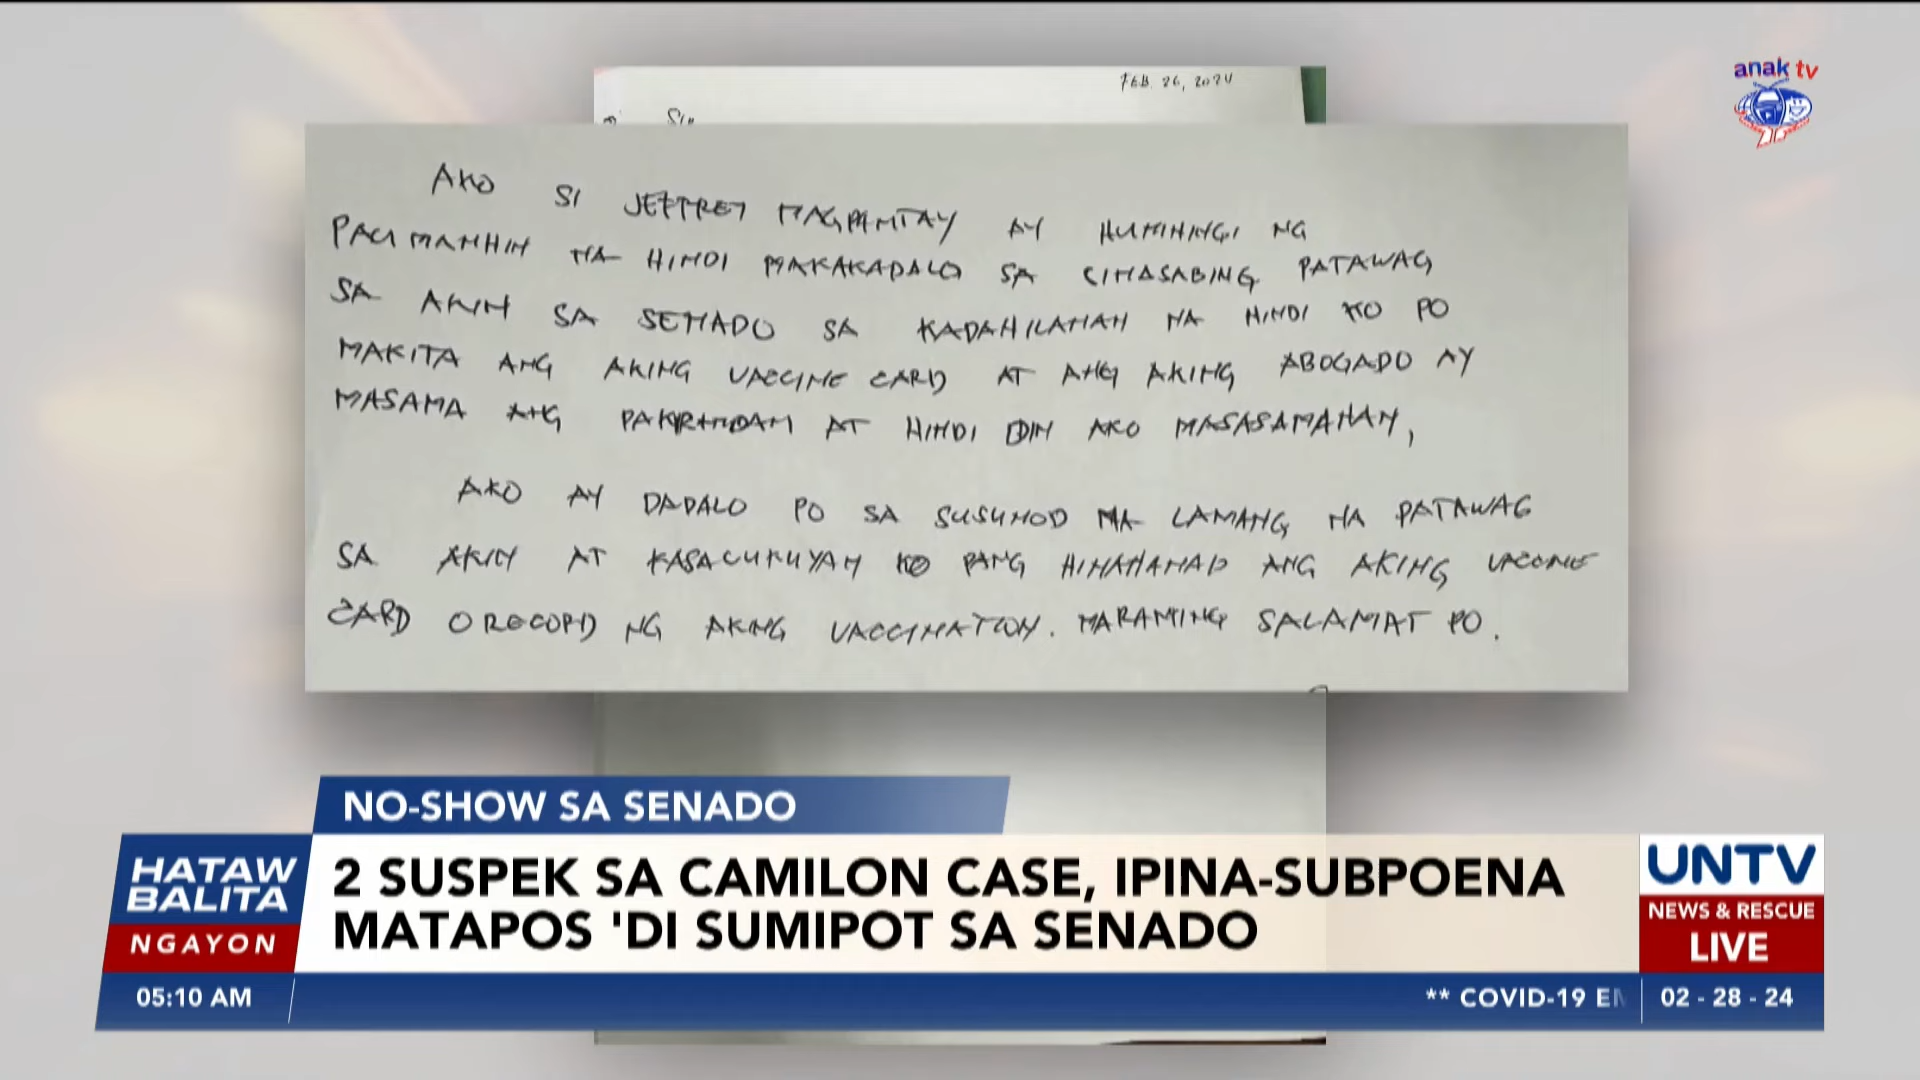 anak tv
FEB. 26, 2024
Sir
AKO SI JEFFREY MAGPANTAY AY HUMIHINGI NG
PAUMANHIN NA HINDI MAKAKADALO SA SINASABING PATAWAG
SA AKIN SA SENADO SA KADAHILANAN NA HINDI KO PO
MAKITA ANG AKING VACCINE CARD AT ANG AKING ABOGADO AY
MASAMA ANG PAKIRAMDAM AT HINDI DIN AKO MASASAMAHAN,
AKO AY DADALO PO SA SUSUNOD NA LAMANG NA PATAWAG
SA AKIN AT KASALUKUYAN KO PANG HINAHANAP ANG AKING VACCINE
CARD O RECORD NG AKING VACCINATION. MARAMING SALAMAT PO.
NO-SHOW SA SENADO
HATAW BALITA NGAYON
2 SUSPEK SA CAMILON CASE, IPINA-SUBPOENA
MATAPOS 'DI SUMIPOT SA SENADO
UNTV
NEWS & RESCUE
LIVE
05:10 AM
** COVID-19
02 - 28 - 24